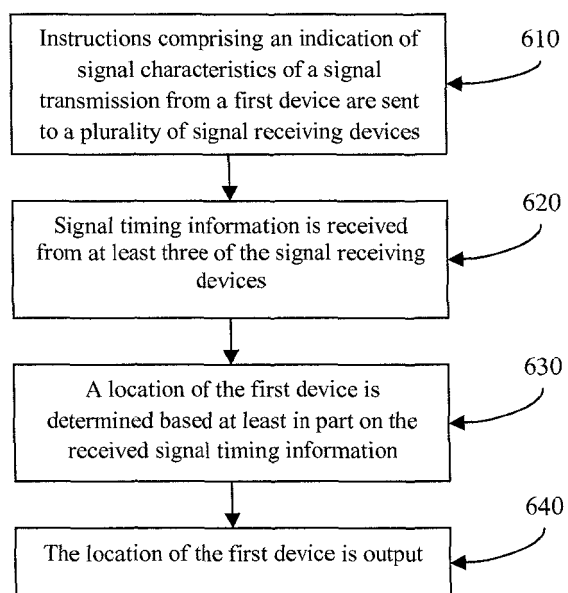 Instructions comprising an indication of
signal characteristics of a signal
transmission from a first device are sent
to a plurality of signal receiving devices
610
Signal timing information is received
from at least three of the signal receiving
devices
620
A location of the first device is
determined based at least in part on the
received signal timing information
630
The location of the first device is output
640